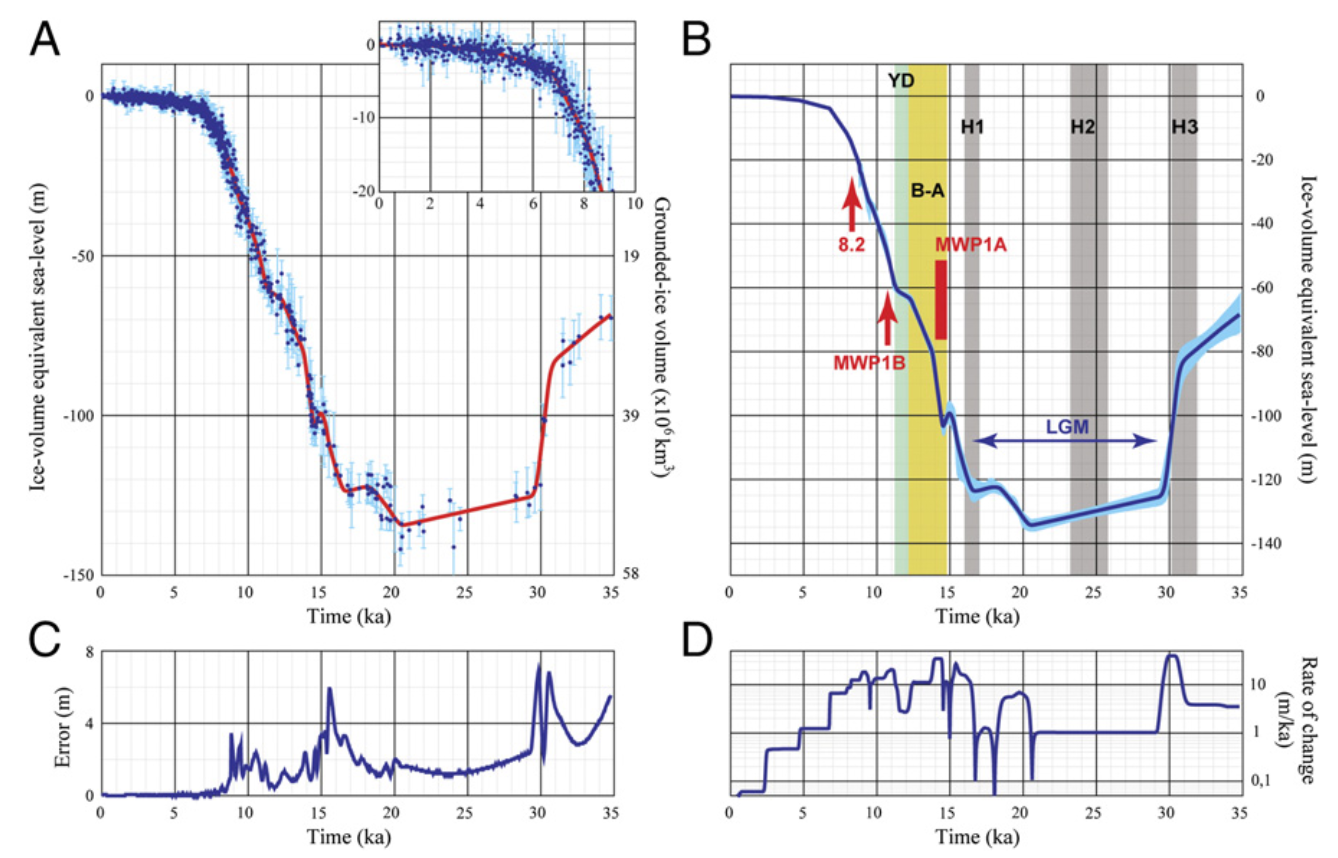 A
0
-10
-20
0 2 4 6 8 10
0
-50
-100
-150
Ice-volume equivalent sea-level (m)
19
39
58
Grounded-ice volume (x10⁶ km³)
0 5 10 15 20 25 30 35
Time (ka)
B
YD
H1
H2
H3
B-A
8.2
MWP1A
MWP1B
LGM
0
-20
-40
-60
-80
-100
-120
-140
Ice-volume equivalent sea-level (m)
0 5 10 15 20 25 30 35
Time (ka)
C
8
4
0
Error (m)
0 5 10 15 20 25 30 35
Time (ka)
D
10
1
0,1
Rate of change
(m/ka)
0 5 10 15 20 25 30 35
Time (ka)